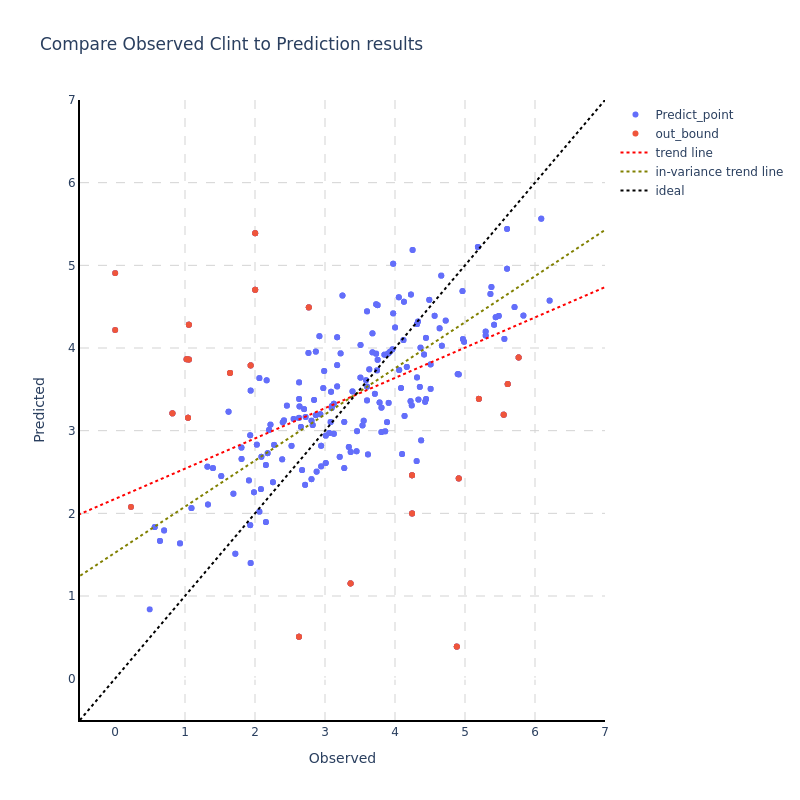 Compare Observed Clint to Prediction results
Predict_point
out_bound
trend line
in-variance trend line
ideal
7
6
5
4
3
2
1
0
Predicted
0 1 2 3 4 5 6 7
Observed